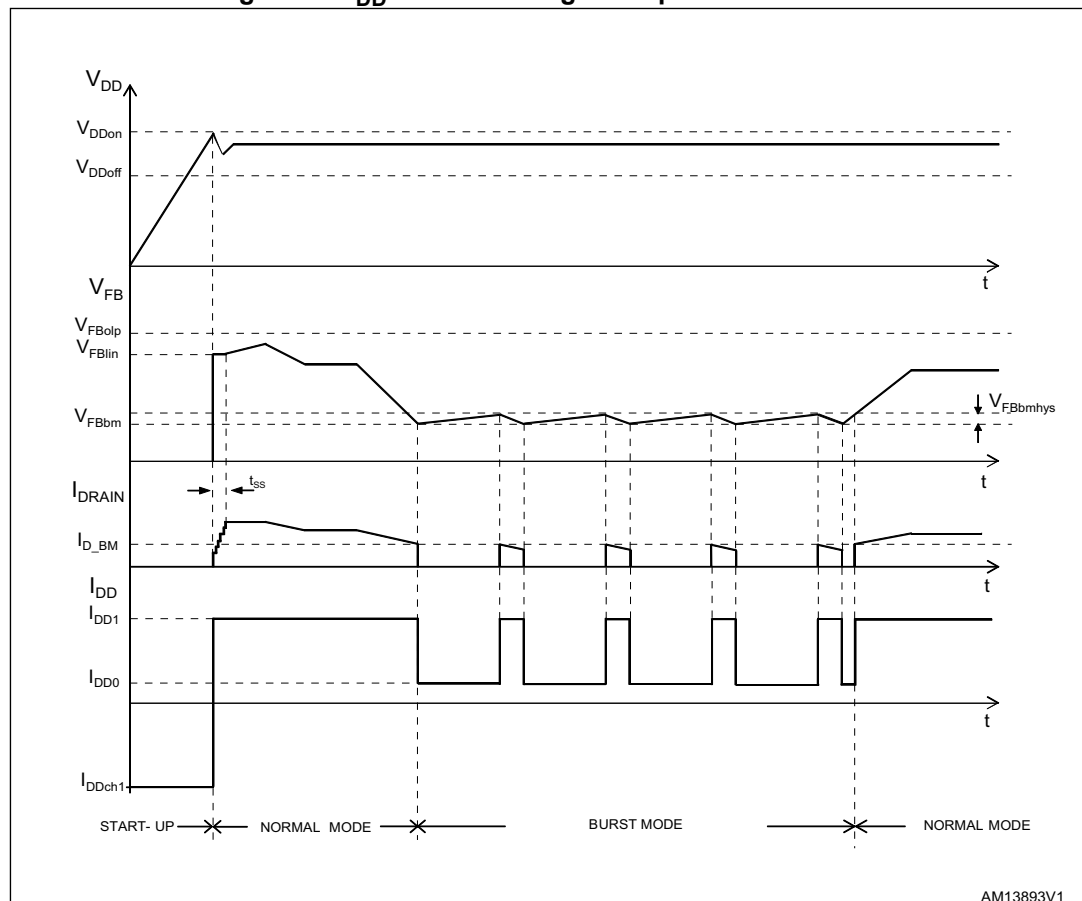 V_DD
V_DDon
V_DDoff
t
V_FB
V_FBolp
V_FBlin
V_FBbm
V_FBbmhys
t
I_DRAIN
t_SS
I_D_BM
t
I_DD
I_DD1
I_DD0
t
I_DDch1
START- UP
NORMAL MODE
BURST MODE
NORMAL MODE
AM13893V1